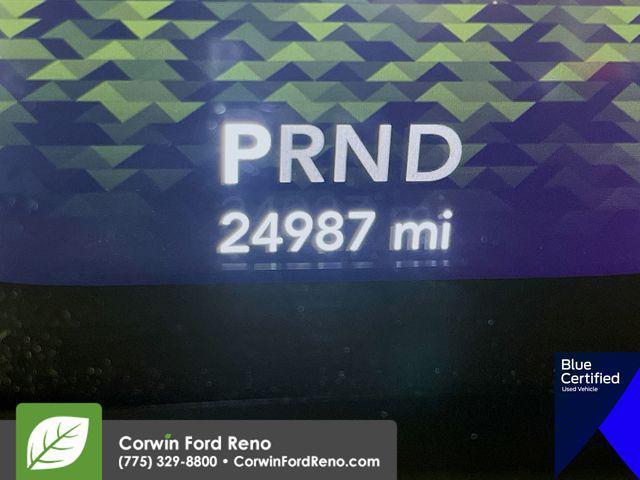 PRND
24987 mi
Blue
Certified
Used Vehicle
Corwin Ford Reno
(775) 329-8800 • CorwinFordReno.com